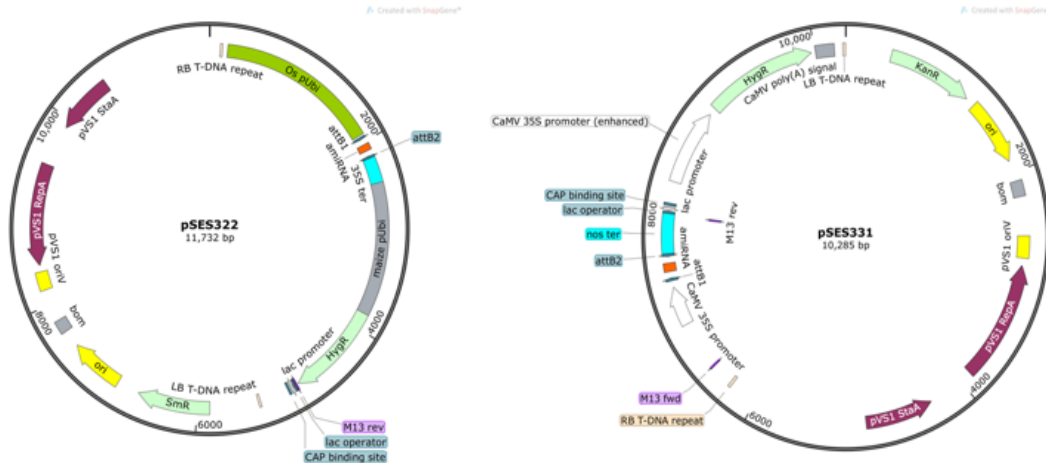 Created with SnapGene®
RB T-DNA repeat
Os pUbi
2000
attB1
attB2
amiRNA
35S ter
maize pUbi
4000
HygR
lac promoter
M13 rev
lac operator
CAP binding site
LB T-DNA repeat
6000
SmR
ori
bom
8000
pVS1 oriV
pVS1 RepA
10,000
pVS1 StaA
pSES322
11,732 bp
Created with SnapGene
10,000
CaMV poly(A) signal
LB T-DNA repeat
KanR
ori
2000
bom
pVS1 oriV
pVS1 RepA
4000
pVS1 StaA
6000
RB T-DNA repeat
M13 fwd
CaMV 35S promoter
attB1
amiRNA
attB2
nos ter
8000
lac operator
CAP binding site
lac promoter
M13 rev
CaMV 35S promoter (enhanced)
HygR
pSES331
10,285 bp